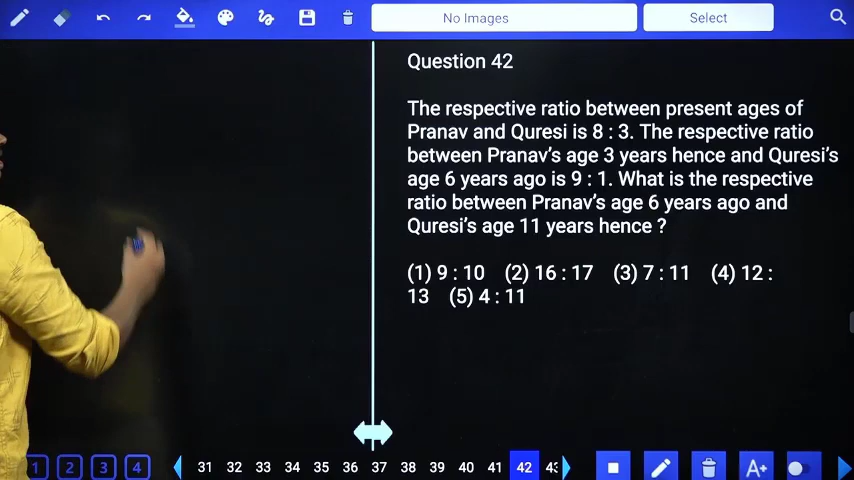 No Images
Select
Question 42
The respective ratio between present ages of
Pranav and Quresi is 8 : 3. The respective ratio
between Pranav's age 3 years hence and Quresi's
age 6 years ago is 9 : 1. What is the respective
ratio between Pranav's age 6 years ago and
Quresi's age 11 years hence ?
(1) 9 : 10 (2) 16 : 17 (3) 7 : 11 (4) 12 :
13 (5) 4 : 11
1 2 3 4 31 32 33 34 35 36 37 38 39 40 41 42 A+